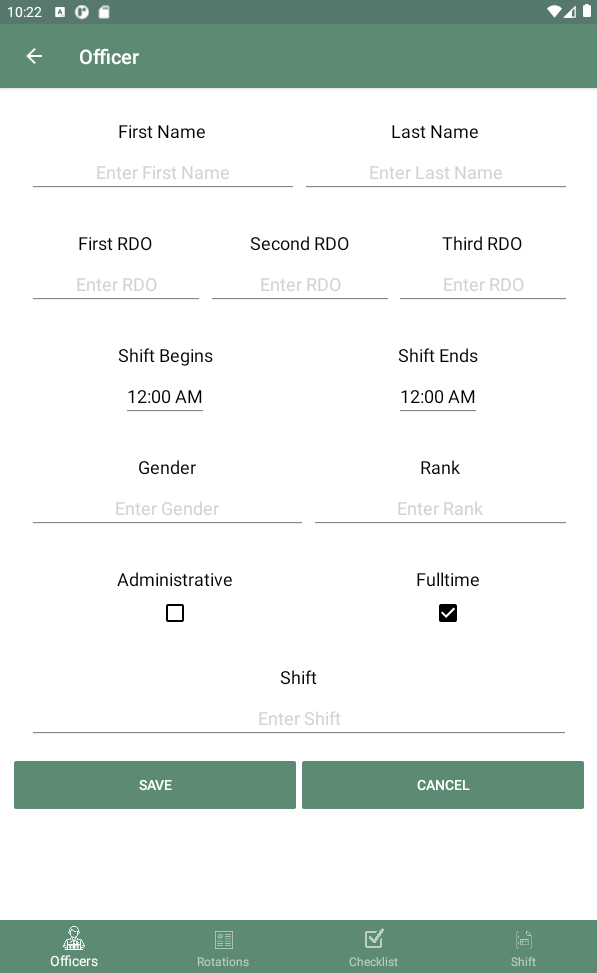 10:22
Officer
First Name Last Name
Enter First Name Enter Last Name
First RDO Second RDO Third RDO
Enter RDO Enter RDO Enter RDO
Shift Begins Shift Ends
12:00 AM 12:00 AM
Gender Rank
Enter Gender Enter Rank
Administrative Fulltime
Shift
Enter Shift
SAVE CANCEL
Officers Rotations Checklist Shift